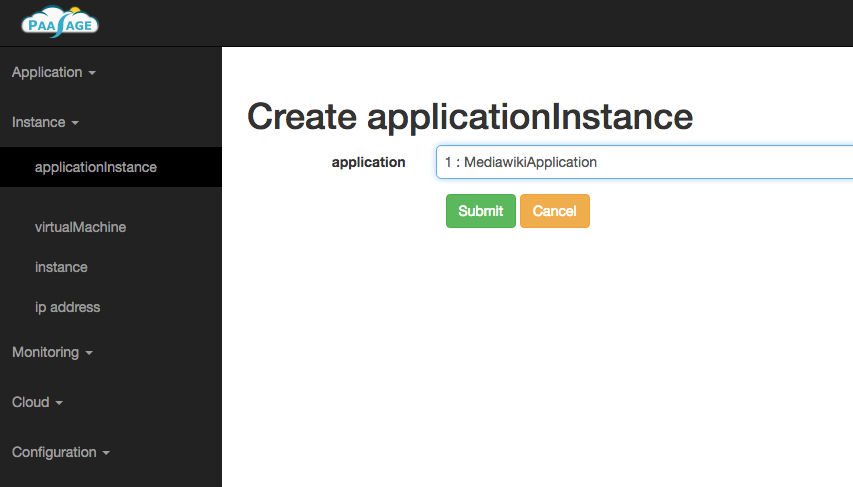 PAASAGE
Application
Instance
applicationInstance
virtualMachine
instance
ip address
Monitoring
Cloud
Configuration
Create applicationInstance
application 1 : MediawikiApplication
Submit Cancel